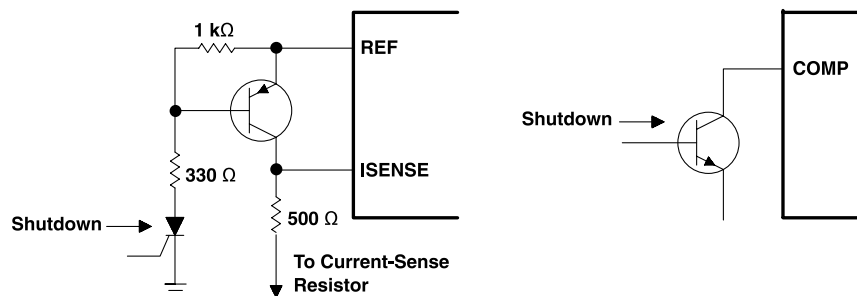 1 kΩ
REF
COMP
Shutdown
330 Ω
ISENSE
500 Ω
Shutdown
To Current-Sense
Resistor